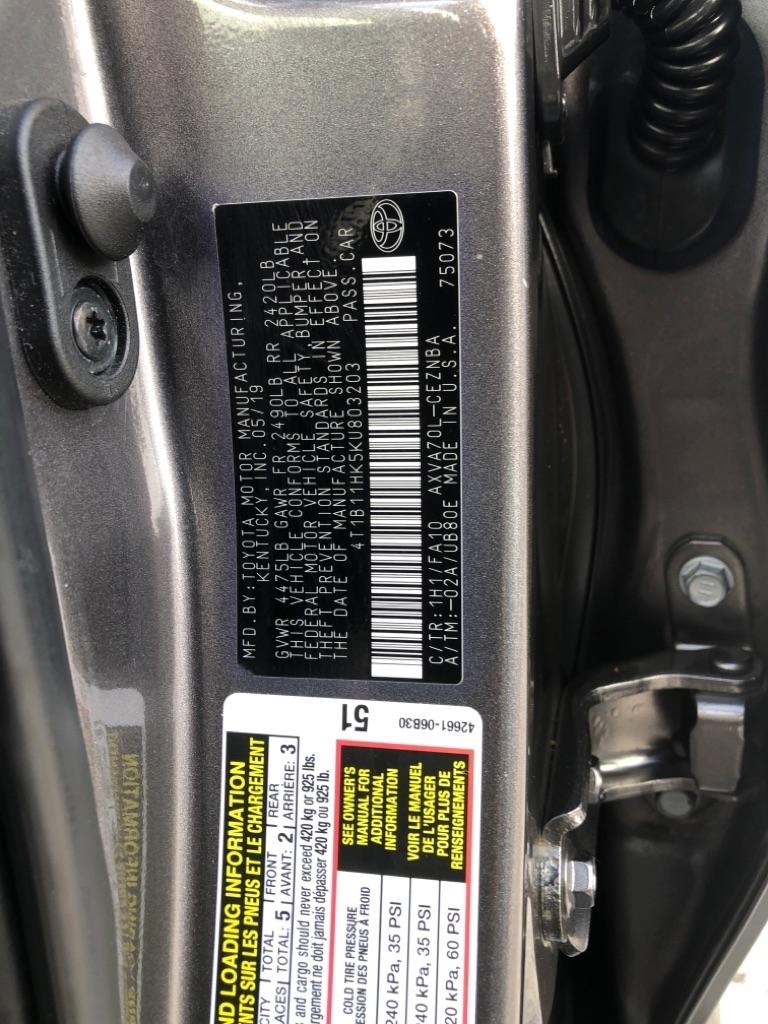 MFD.BY:TOYOTA MOTOR MANUFACTURING,
KENTUCKY, INC. 05/19
GVWR 4475LB GAWR FR 2490LB RR 2420LB
THIS VEHICLE CONFORMS TO ALL APPLICABLE
FEDERAL MOTOR VEHICLE SAFETY, BUMPER, AND
THEFT PREVENTION STANDARDS IN EFFECT ON
THE DATE OF MANUFACTURE SHOWN ABOVE.
4T1B11HK5KU803203 PASS.CAR
C/TR:1H1/FA10 AXVA70L-CEZNBA 75073
A/TM:-02A/UB80E MADE IN U.S.A.
ND LOADING INFORMATION
ENTS SUR LES PNEUS ET LE CHARGEMENT
CITY TOTAL FRONT REAR
ACES TOTAL: 5 AVANT: 2 ARRIÈRE: 3
s and cargo should never exceed 420 kg or 925 lbs.
rgement ne doit jamais dépasser 420 kg ou 925 lb.
51
COLD TIRE PRESSURE
ESSION DES PNEUS À FROID
240 kPa, 35 PSI
240 kPa, 35 PSI
20 kPa, 60 PSI
SEE OWNER'S
MANUAL FOR
ADDITIONAL
INFORMATION
VOIR LE MANUEL
DE L'USAGER
POUR PLUS DE
RENSEIGNEMENTS
42661-06B30